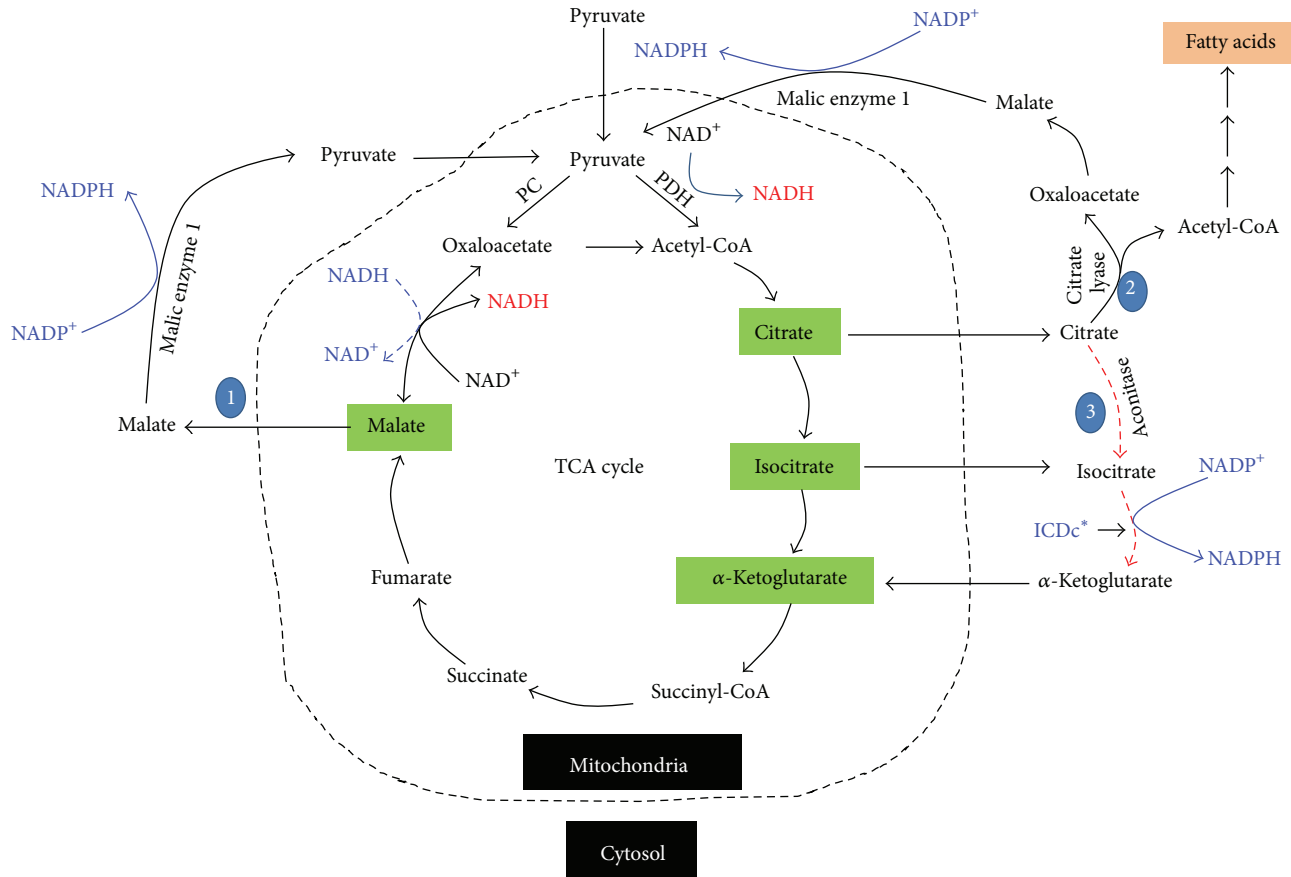 Pyruvate
NADP⁺
NADPH
Fatty acids
Malic enzyme 1
Malate
NAD⁺
Pyruvate
Pyruvate
NADPH
PC
PDH
NADH
Oxaloacetate
Malic enzyme 1
Oxaloacetate
Acetyl-CoA
Acetyl-CoA
NADH
NADH
Citrate
lyase
2
NADP⁺
Citrate
Citrate
NAD⁺
NAD⁺
1
3
Aconitase
Malate
Malate
TCA cycle
Isocitrate
Isocitrate
NADP⁺
ICDc*
NADPH
Fumarate
α-Ketoglutarate
α-Ketoglutarate
Succinate
Succinyl-CoA
Mitochondria
Cytosol